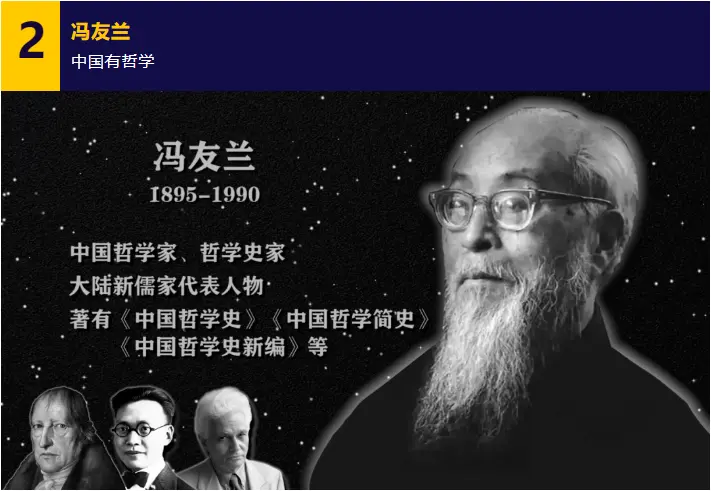 2
冯友兰
中国有哲学
冯友兰
1895-1990
中国哲学家、哲学史家
大陆新儒家代表人物
著有《中国哲学史》《中国哲学简史》
《中国哲学史新编》等